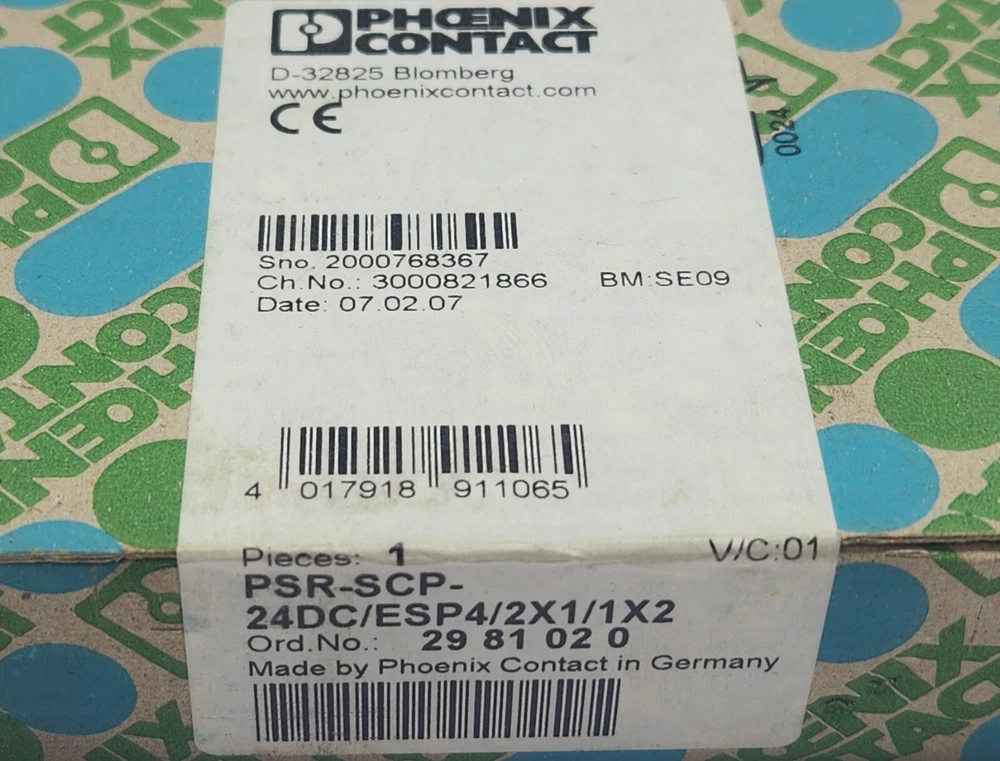 PHŒNIX
CONTACT
D-32825 Blomberg
www.phoenixcontact.com
CE
0024
Sno. 2000768367
Ch.No.: 3000821866 BM:SE09
Date: 07.02.07
4 017918 911065
Pieces: 1 V/C:01
PSR-SCP-
24DC/ESP4/2X1/1X2
Ord.No.: 29 81 02 0
Made by Phoenix Contact in Germany